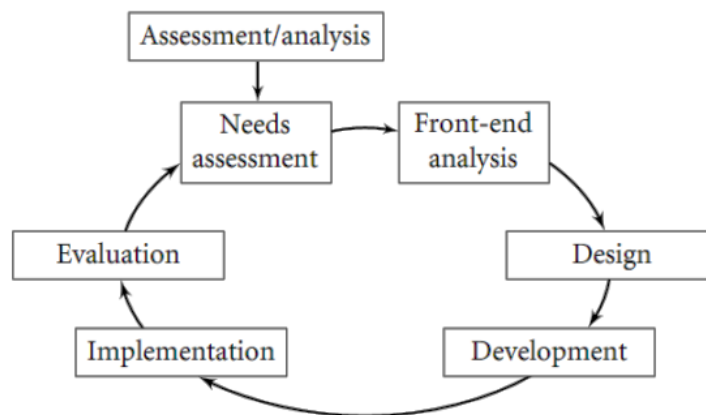 Assessment/analysis
Needs
assessment
Front-end
analysis
Evaluation
Design
Implementation
Development